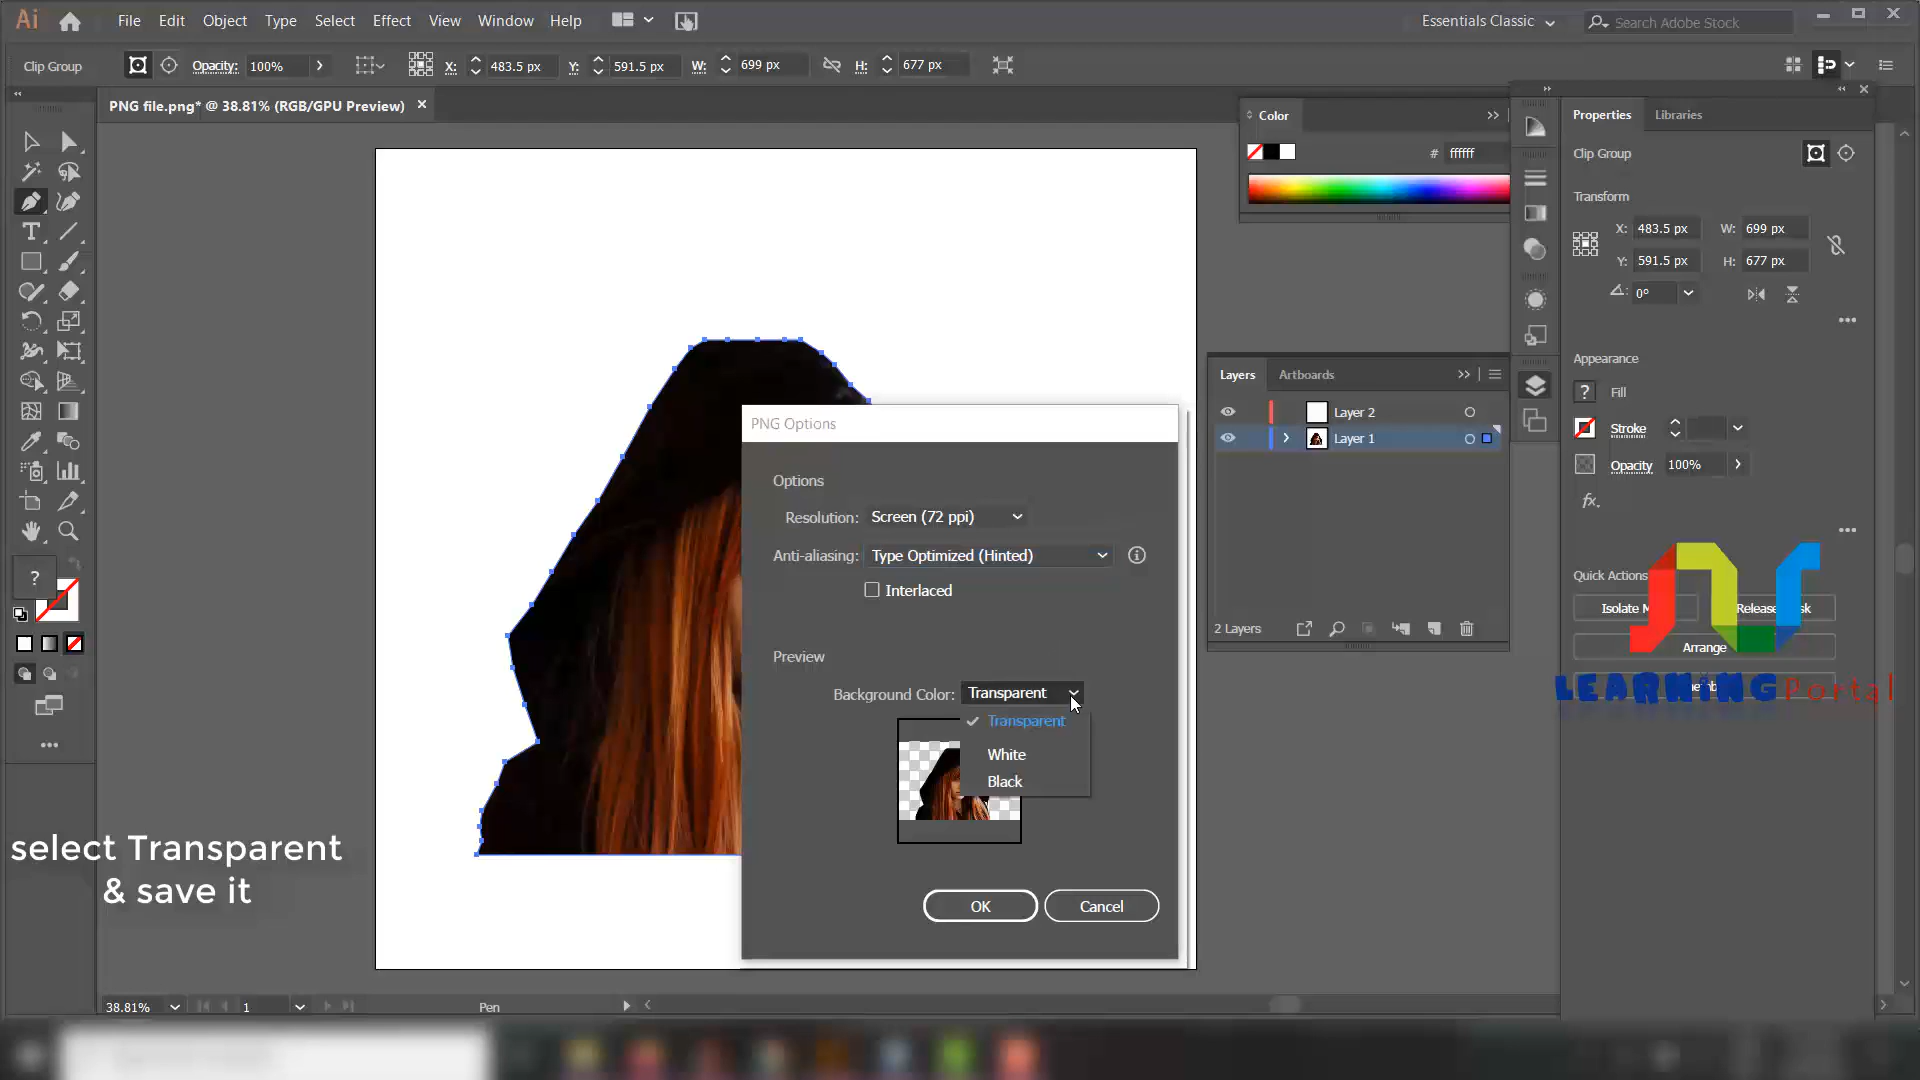 Ai File Edit Object Type Select Effect View Window Help Essentials Classic Search Adobe Stock
Clip Group Opacity: 100% X: 483.5 px Y: 591.5 px W: 699 px H: 677 px
PNG file.png* @ 38.81% (RGB/GPU Preview)
Color
# ffffff
Properties Libraries
Clip Group
Transform
X: 483.5 px W: 699 px
Y: 591.5 px H: 677 px
0°
Appearance
? Fill
Stroke
Opacity 100%
fx.
Quick Actions
Isolate Release
Arrange
LEARNiNG Portal
Layers Artboards
Layer 2
Layer 1
2 Layers
PNG Options
Options
Resolution: Screen (72 ppi)
Anti-aliasing: Type Optimized (Hinted)
Interlaced
Preview
Background Color: Transparent
Transparent
White
Black
OK Cancel
?
select Transparent
& save it
38.81% 1 Pen